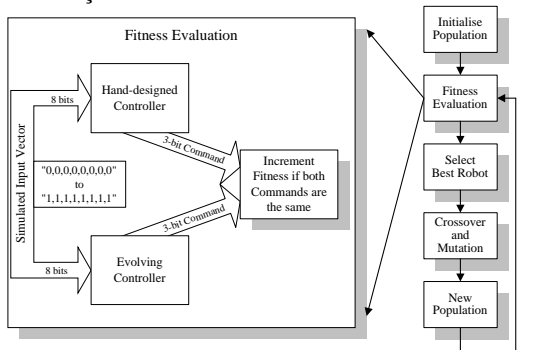 Fitness Evaluation
Simulated Input Vector
8 bits
Hand-designed
Controller
3-bit Command
"0,0,0,0,0,0,0,0"
to
"1,1,1,1,1,1,1,1"
Increment
Fitness if both
Commands are
the same
3-bit Command
8 bits
Evolving
Controller
Initialise
Population
Fitness
Evaluation
Select
Best Robot
Crossover
and
Mutation
New
Population